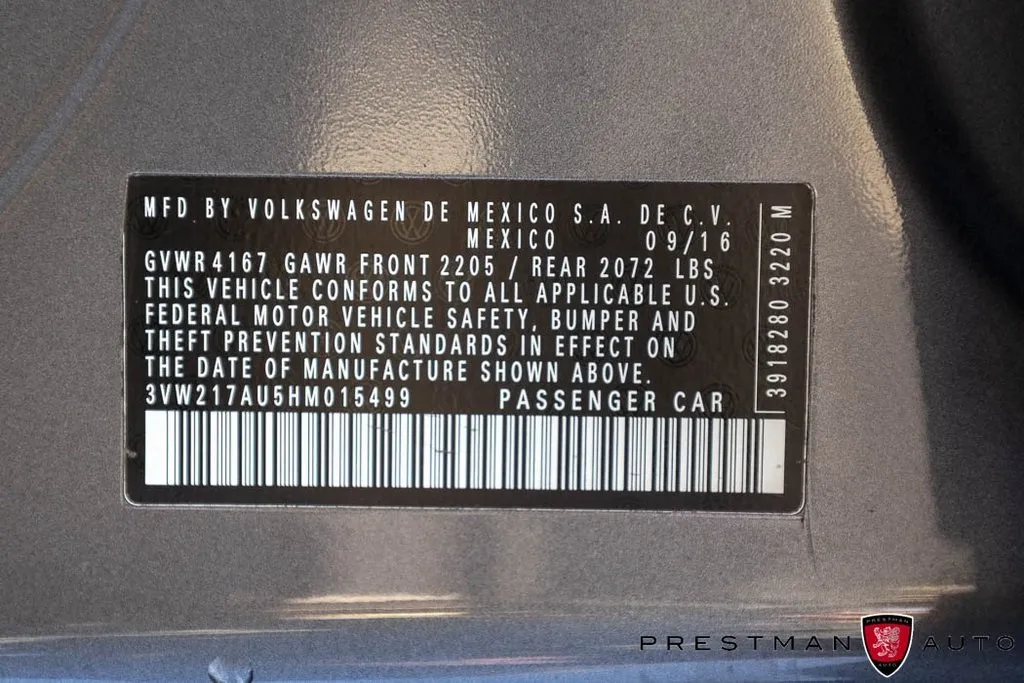 MFD. BY VOLKSWAGEN DE MEXICO S.A. DE C.V.
MEXICO 09/16
GVWR 4167 GAWR FRONT 2205 / REAR 2072 LBS
THIS VEHICLE CONFORMS TO ALL APPLICABLE U.S.
FEDERAL MOTOR VEHICLE SAFETY, BUMPER AND
THEFT PREVENTION STANDARDS IN EFFECT ON
THE DATE OF MANUFACTURE SHOWN ABOVE.
3VW217AU5HM015499 PASSENGER CAR
3918280 3220 M
PRESTMAN AUTO
PRESTMAN
AUTO